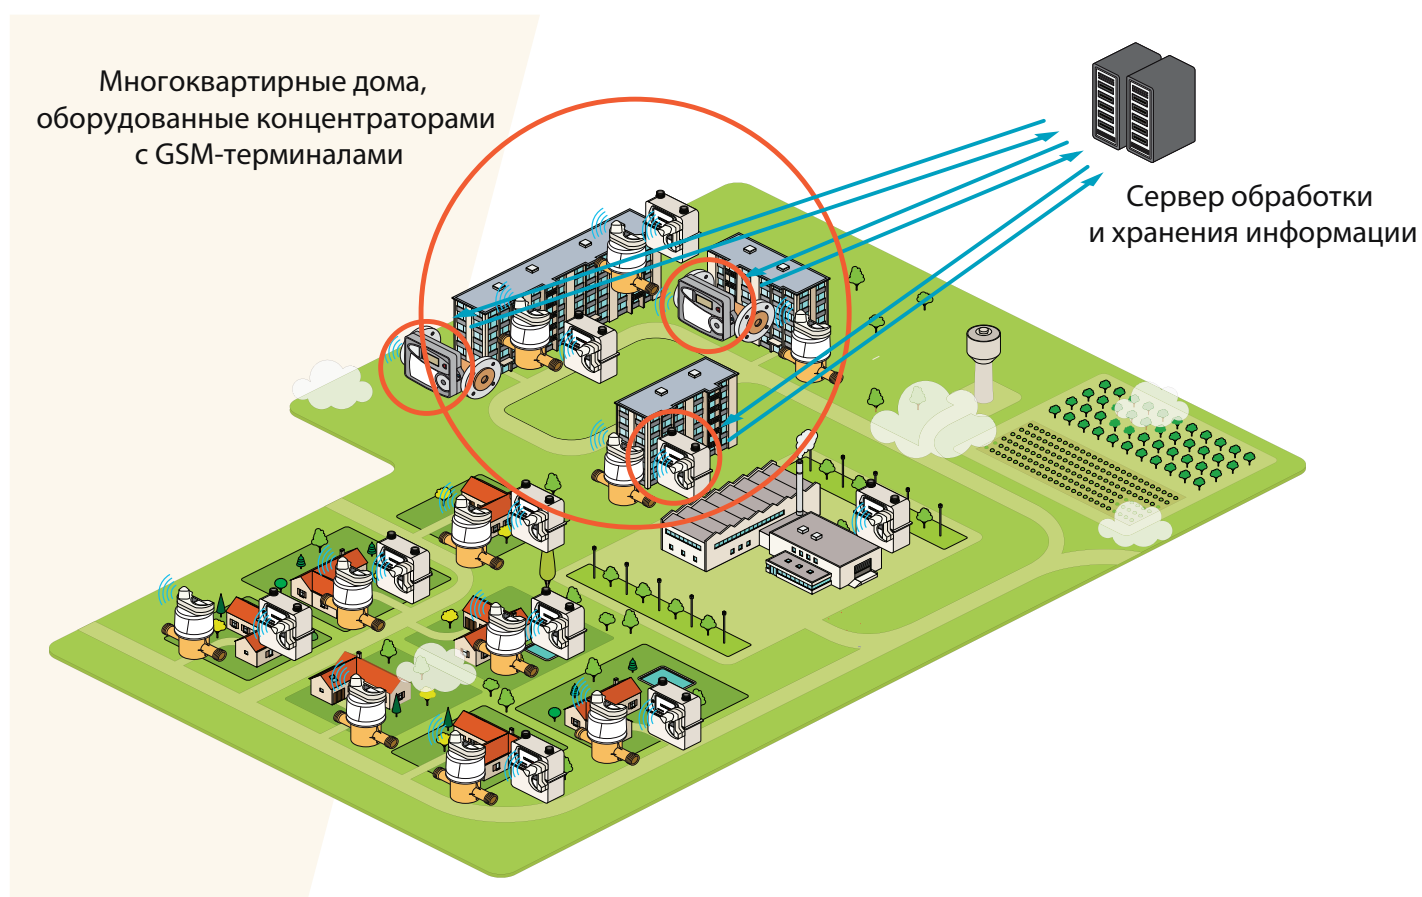 Многоквартирные дома,
оборудованные концентраторами
с GSM-терминалами
Сервер обработки
и хранения информации